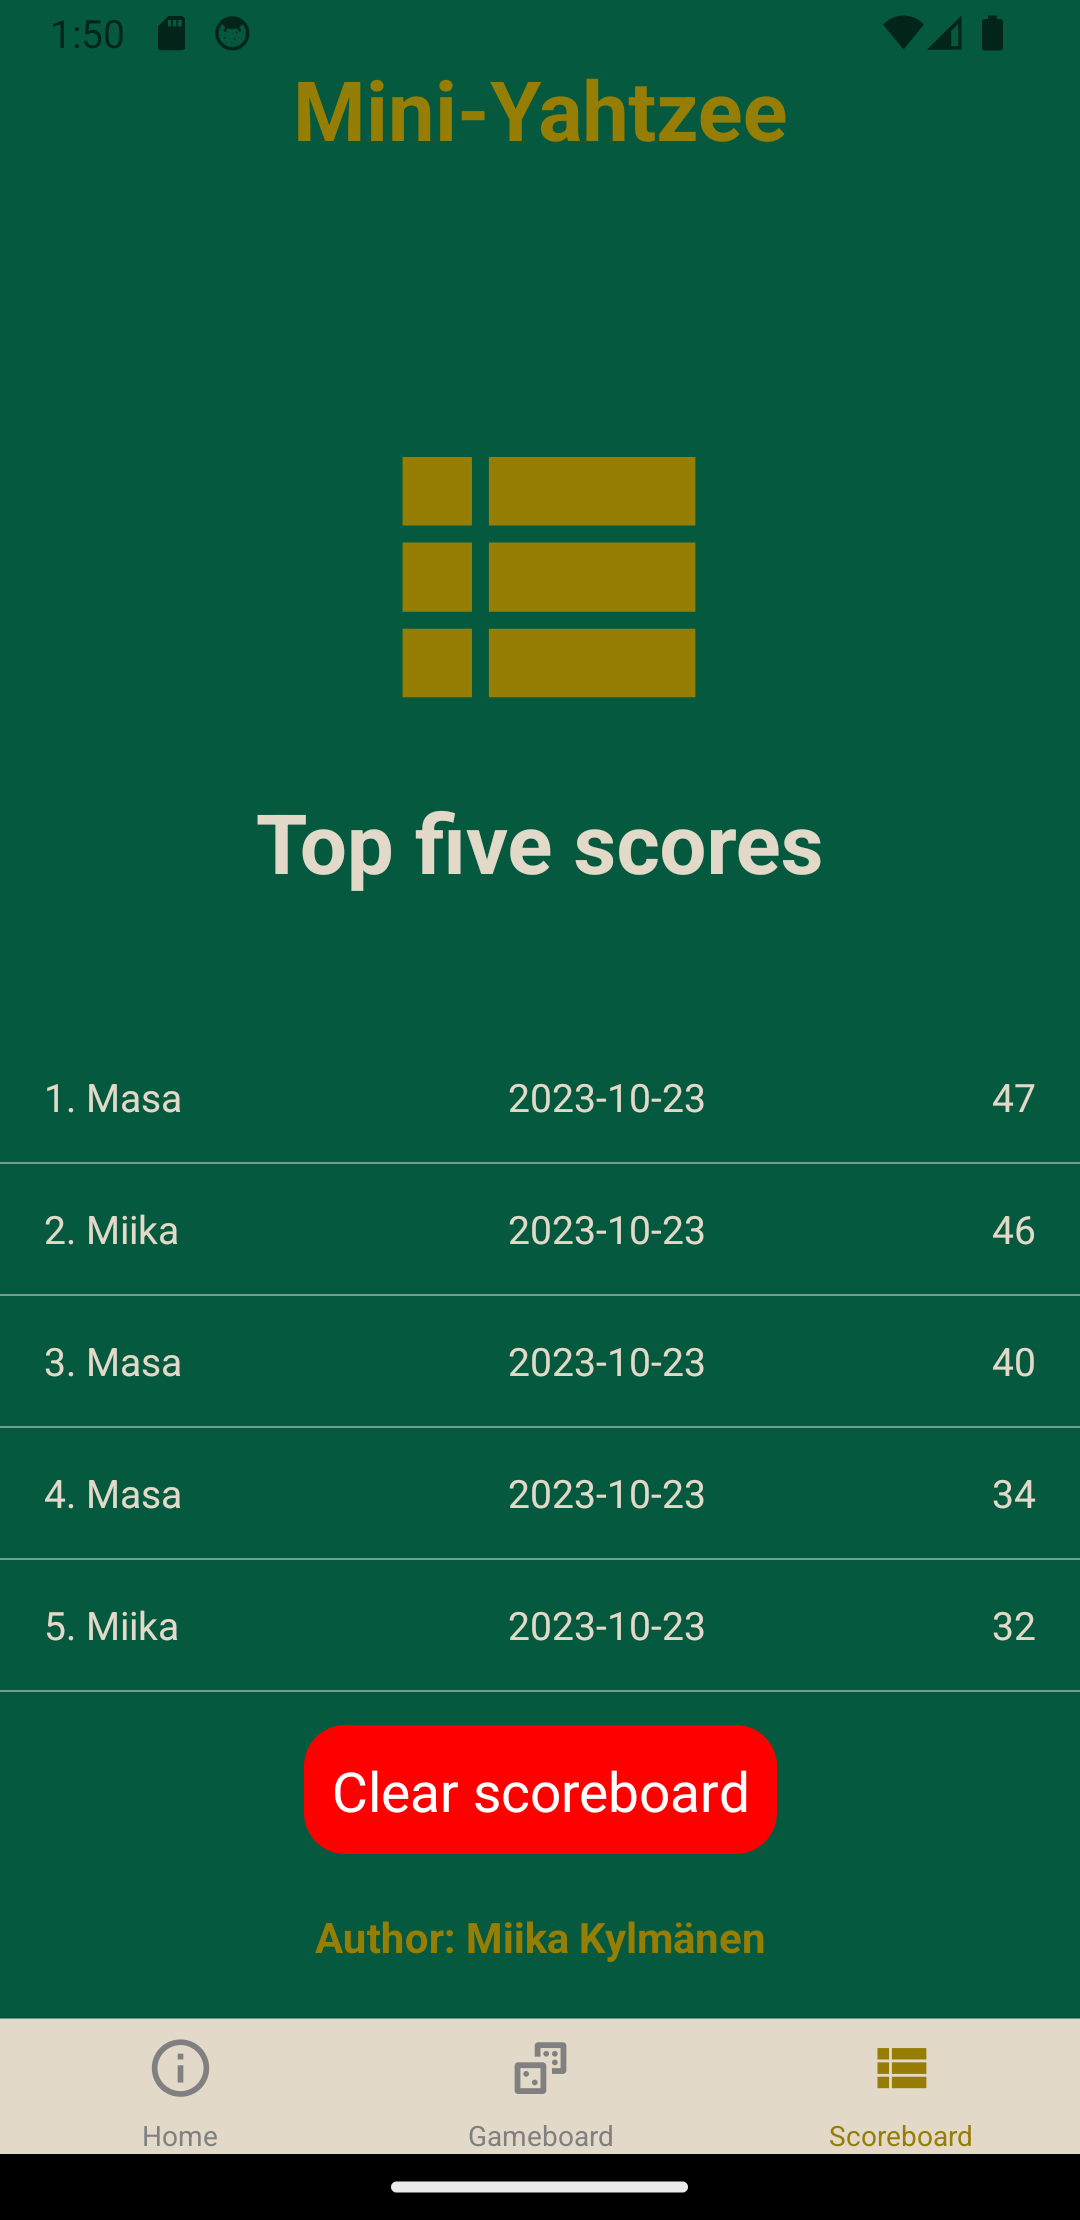 1:50
Mini-Yahtzee
Top five scores
1. Masa 2023-10-23 47
2. Miika 2023-10-23 46
3. Masa 2023-10-23 40
4. Masa 2023-10-23 34
5. Miika 2023-10-23 32
Clear scoreboard
Author: Miika Kylmänen
Home Gameboard Scoreboard